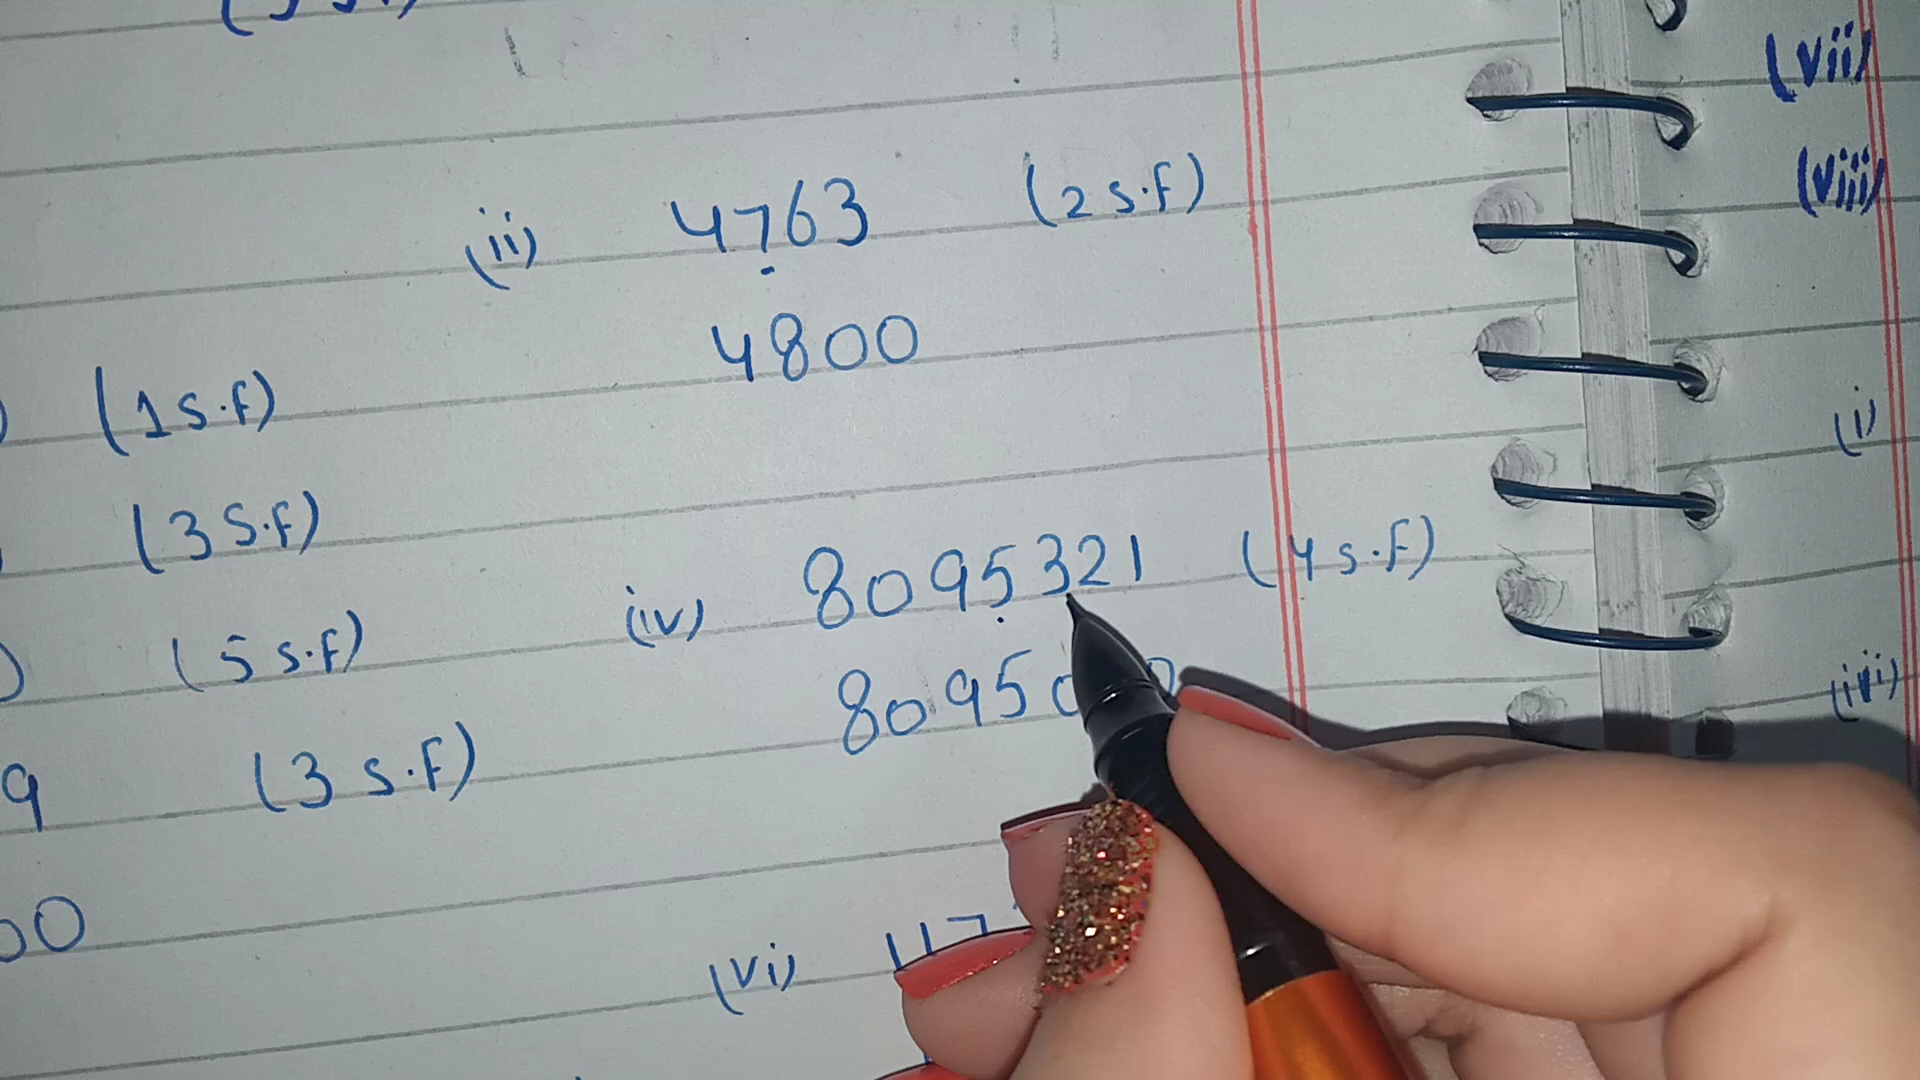 (vii)
(ii) 4763 (2 s.f)
(viii)
4800
(1 s.f)
(i)
(3 s.f)
(iv) 8095321 (4 s.f)
(5 s.f)
8095
(iii)
9 (3 s.f)
00
(vi)